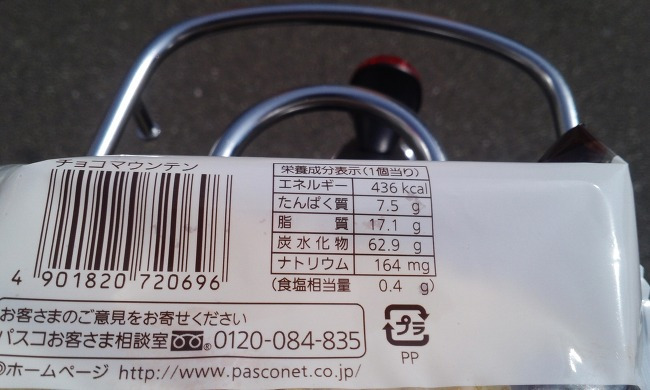 チョコマウンテン
4 901820 720696
栄養成分表示(1個当り)
エネルギー 436 kcal
たんぱく質 7.5 g
脂質 17.1 g
炭水化物 62.9 g
ナトリウム 164 mg
(食塩相当量 0.4 g)
お客さまのご意見をお寄せください
パスコお客さま相談室 0120-084-835
ホームページ http://www.pasconet.co.jp/
プラ
PP